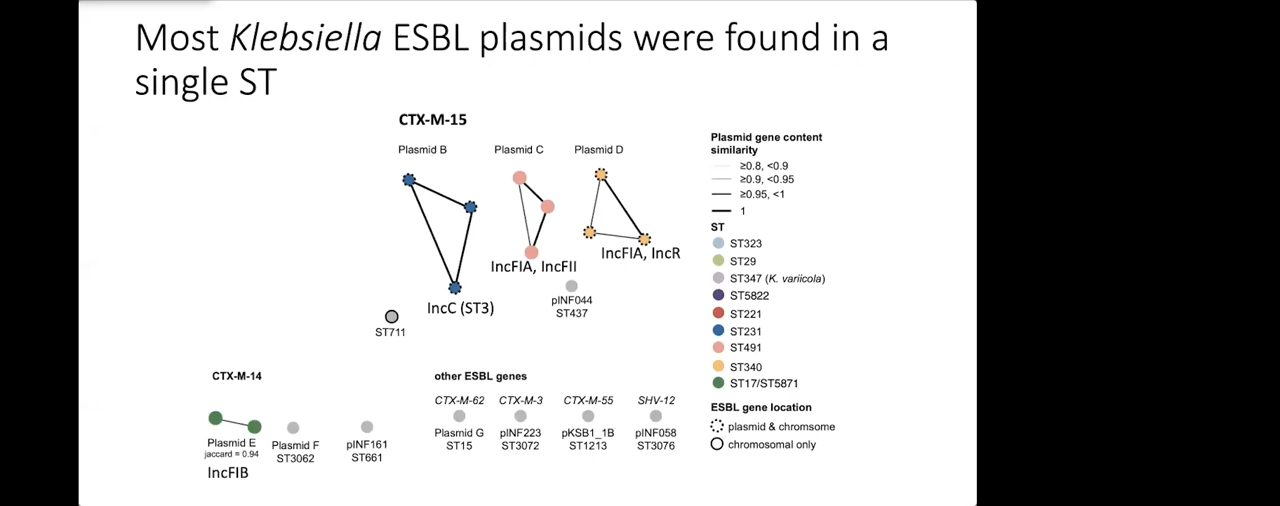 Most Klebsiella ESBL plasmids were found in a
single ST
CTX-M-15
Plasmid B
Plasmid C
Plasmid D
IncC (ST3)
IncFIA, IncFII
IncFIA, IncR
pINF044
ST437
ST711
CTX-M-14
Plasmid E
jaccard = 0.94
IncFIB
Plasmid F
ST3062
pINF161
ST661
other ESBL genes
CTX-M-62
Plasmid G
ST15
CTX-M-3
pINF223
ST3072
CTX-M-55
pKSB1_1B
ST1213
SHV-12
pINF058
ST3076
Plasmid gene content
similarity
≥0.8, <0.9
≥0.9, <0.95
≥0.95, <1
1
ST
ST323
ST29
ST347 (K. variicola)
ST5822
ST221
ST231
ST491
ST340
ST17/ST5871
ESBL gene location
plasmid & chromsome
chromosomal only